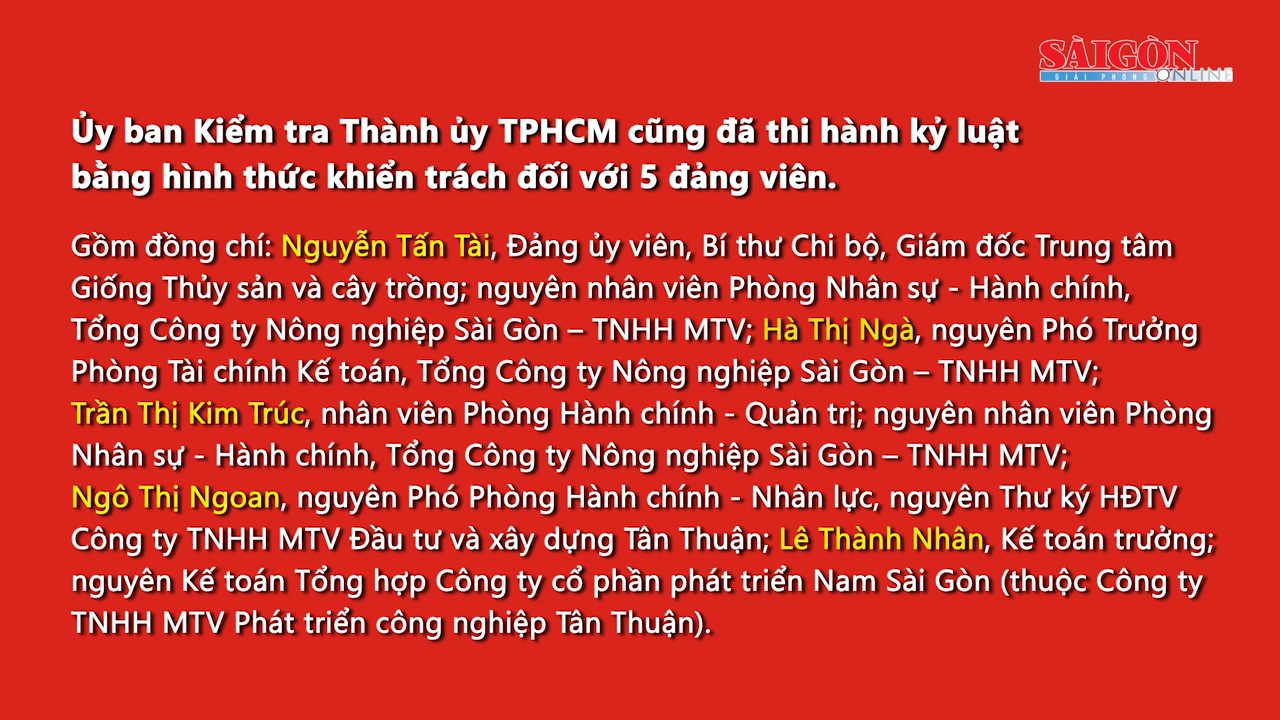 SÀIGÒN
GIẢI PHÓNG ONLINE
Ủy ban Kiểm tra Thành ủy TPHCM cũng đã thi hành kỷ luật
bằng hình thức khiển trách đối với 5 đảng viên.
Gồm đồng chí: Nguyễn Tấn Tài, Đảng ủy viên, Bí thư Chi bộ, Giám đốc Trung tâm
Giống Thủy sản và cây trồng; nguyên nhân viên Phòng Nhân sự - Hành chính,
Tổng Công ty Nông nghiệp Sài Gòn – TNHH MTV; Hà Thị Ngà, nguyên Phó Trưởng
Phòng Tài chính Kế toán, Tổng Công ty Nông nghiệp Sài Gòn – TNHH MTV;
Trần Thị Kim Trúc, nhân viên Phòng Hành chính - Quản trị; nguyên nhân viên Phòng
Nhân sự - Hành chính, Tổng Công ty Nông nghiệp Sài Gòn – TNHH MTV;
Ngô Thị Ngoan, nguyên Phó Phòng Hành chính - Nhân lực, nguyên Thư ký HĐTV
Công ty TNHH MTV Đầu tư và xây dựng Tân Thuận; Lê Thành Nhân, Kế toán trưởng;
nguyên Kế toán Tổng hợp Công ty cổ phần phát triển Nam Sài Gòn (thuộc Công ty
TNHH MTV Phát triển công nghiệp Tân Thuận).